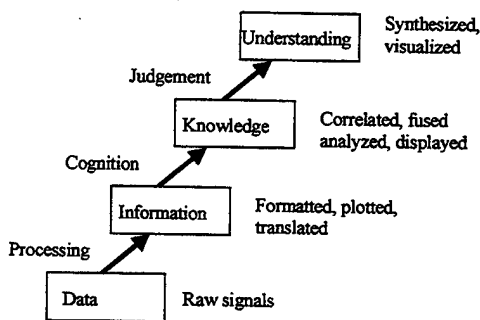 Understanding
Synthesized,
visualized
Judgement
Knowledge
Correlated, fused
analyzed, displayed
Cognition
Information
Formatted, plotted,
translated
Processing
Data
Raw signals